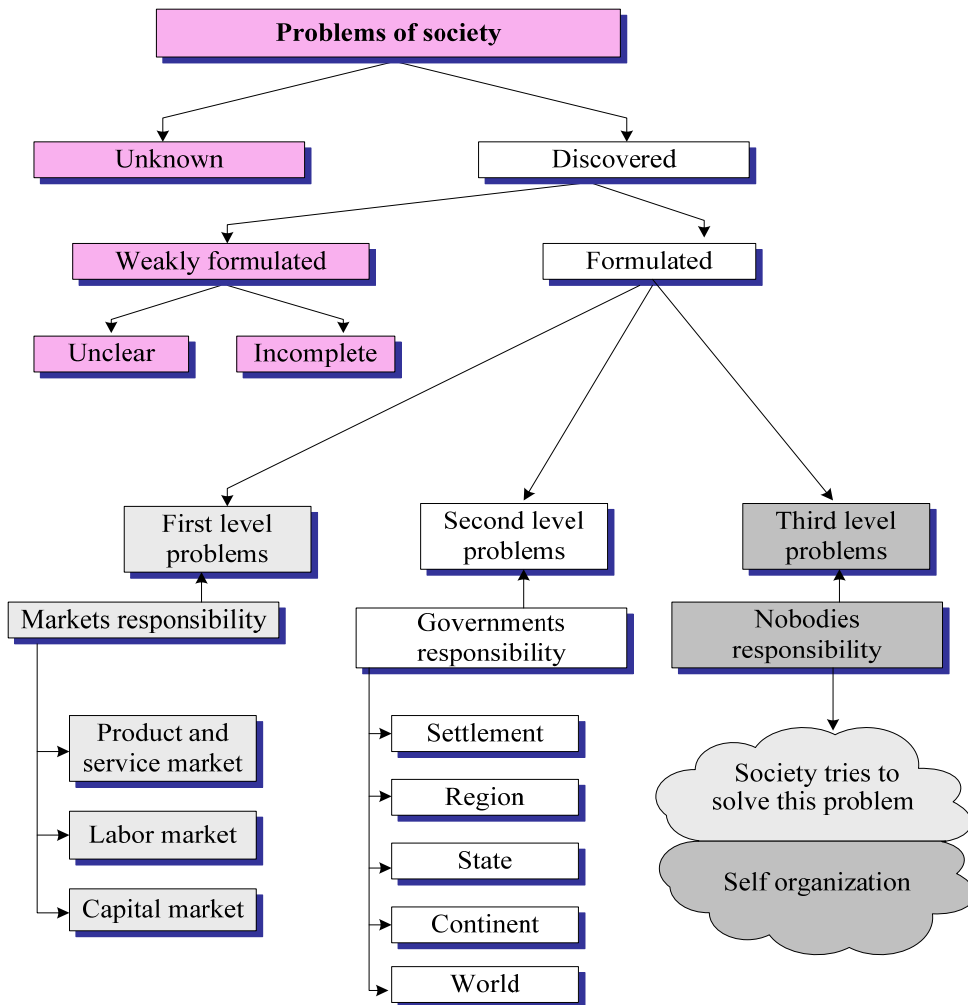 Problems of society
Unknown
Discovered
Weakly formulated
Formulated
Unclear
Incomplete
First level
problems
Second level
problems
Third level
problems
Markets responsibility
Governments
responsibility
Nobodies
responsibility
Product and
service market
Labor market
Capital market
Settlement
Region
State
Continent
World
Society tries to
solve this problem
Self organization